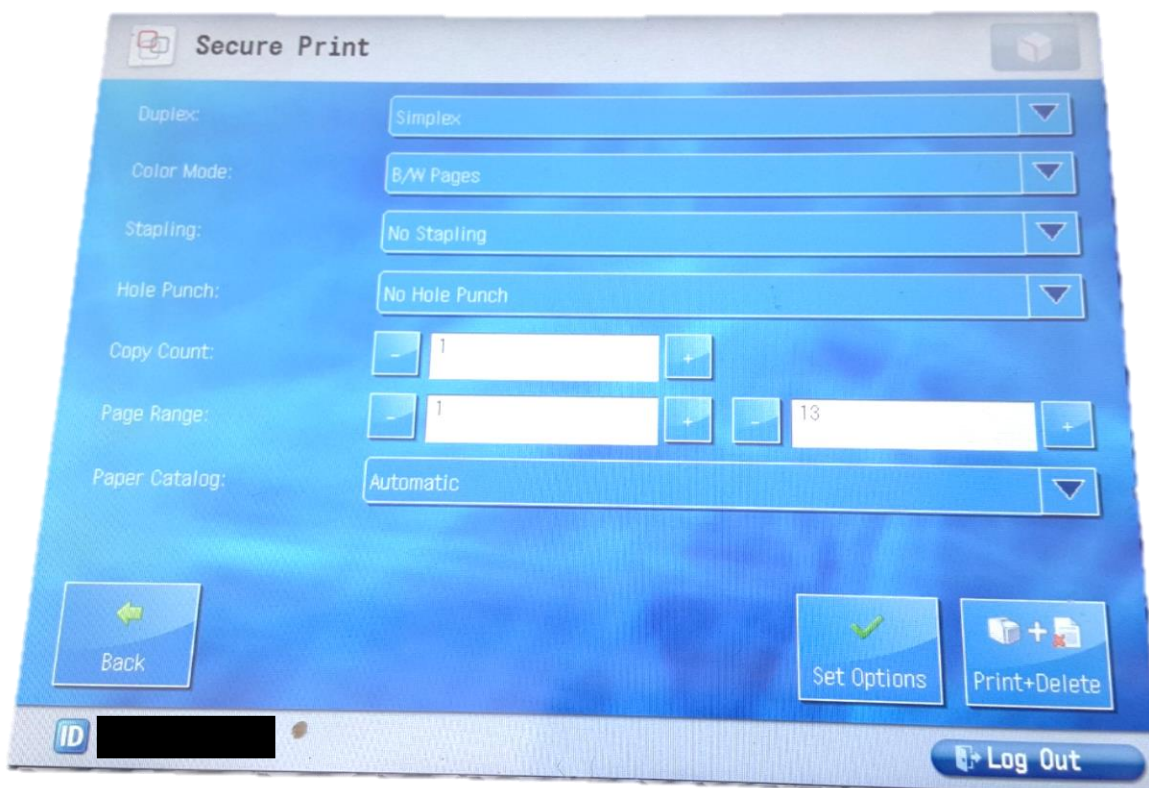 Secure Print
Duplex: Simplex
Color Mode: B/W Pages
Stapling: No Stapling
Hole Punch: No Hole Punch
Copy Count: - 1 +
Page Range: - 1 + - 13 +
Paper Catalog: Automatic
Back
Set Options
+
Print+Delete
ID
Log Out